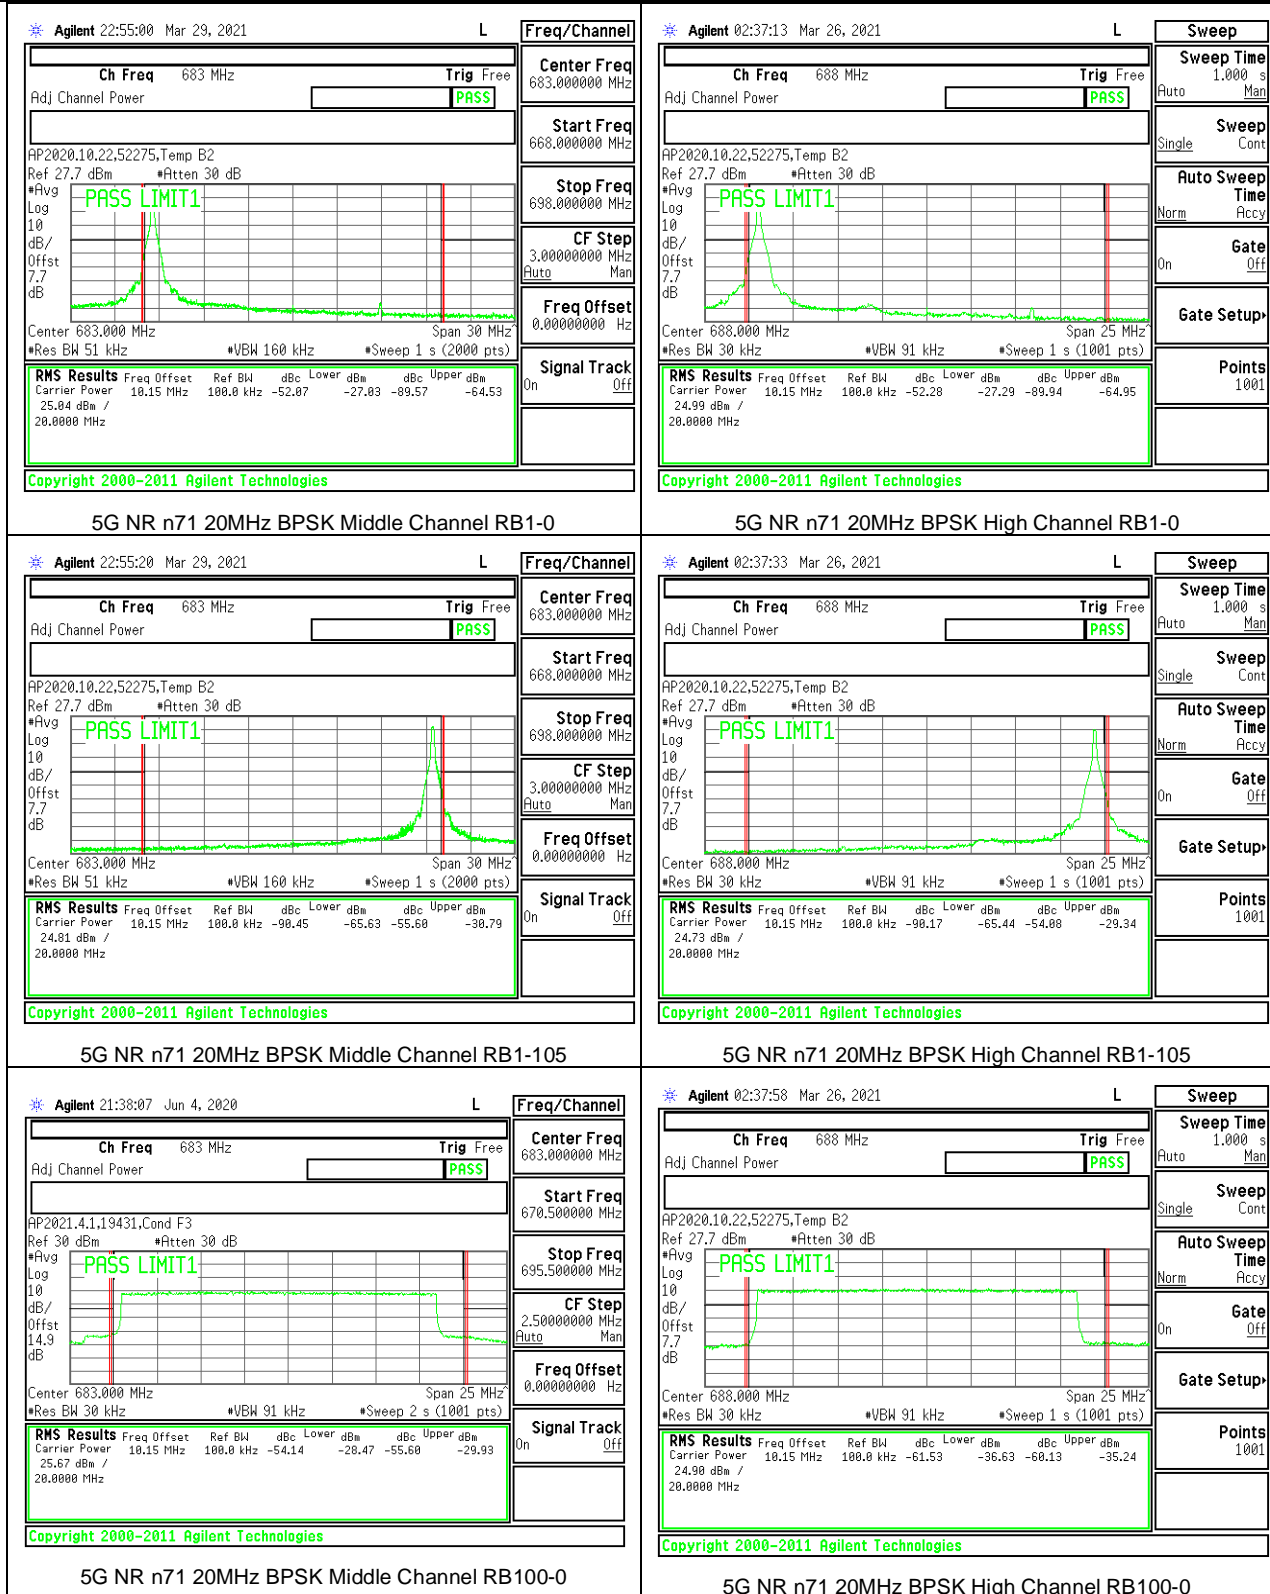 Agilent 22:55:00 Mar 29, 2021 L Freq/Channel
Ch Freq 683 MHz Trig Free
Adj Channel Power PASS
AP2020.10.22,52275,Temp B2
Ref 27.7 dBm #Atten 30 dB
#Avg
Log
10
dB/
Offst
7.7
dB
PASS LIMIT1
Center 683.000 MHz Span 30 MHz^
#Res BW 51 kHz #VBW 160 kHz #Sweep 1 s (2000 pts)
RMS Results Freq Offset Ref BW dBc Lower dBm dBc Upper dBm
Carrier Power 10.15 MHz 100.0 kHz -52.07 -27.03 -89.57 -64.53
25.04 dBm /
20.0000 MHz
Copyright 2000-2011 Agilent Technologies
Center Freq
683.000000 MHz
Start Freq
668.000000 MHz
Stop Freq
698.000000 MHz
CF Step
3.00000000 MHz
Auto Man
Freq Offset
0.00000000 Hz
Signal Track
On Off
5G NR n71 20MHz BPSK Middle Channel RB1-0
Agilent 02:37:13 Mar 26, 2021 L Sweep
Ch Freq 688 MHz Trig Free
Adj Channel Power PASS
AP2020.10.22,52275,Temp B2
Ref 27.7 dBm #Atten 30 dB
#Avg
Log
10
dB/
Offst
7.7
dB
PASS LIMIT1
Center 688.000 MHz Span 25 MHz^
#Res BW 30 kHz #VBW 91 kHz #Sweep 1 s (1001 pts)
RMS Results Freq Offset Ref BW dBc Lower dBm dBc Upper dBm
Carrier Power 10.15 MHz 100.0 kHz -52.28 -27.29 -89.94 -64.95
24.99 dBm /
20.0000 MHz
Copyright 2000-2011 Agilent Technologies
Sweep Time
1.000 s
Auto Man
Sweep
Single Cont
Auto Sweep
Time
Norm Accy
Gate
On Off
Gate Setup▸
Points
1001
5G NR n71 20MHz BPSK High Channel RB1-0
Agilent 22:55:20 Mar 29, 2021 L Freq/Channel
Ch Freq 683 MHz Trig Free
Adj Channel Power PASS
AP2020.10.22,52275,Temp B2
Ref 27.7 dBm #Atten 30 dB
#Avg
Log
10
dB/
Offst
7.7
dB
PASS LIMIT1
Center 683.000 MHz Span 30 MHz^
#Res BW 51 kHz #VBW 160 kHz #Sweep 1 s (2000 pts)
RMS Results Freq Offset Ref BW dBc Lower dBm dBc Upper dBm
Carrier Power 10.15 MHz 100.0 kHz -90.45 -65.63 -55.60 -30.79
24.81 dBm /
20.0000 MHz
Copyright 2000-2011 Agilent Technologies
Center Freq
683.000000 MHz
Start Freq
668.000000 MHz
Stop Freq
698.000000 MHz
CF Step
3.00000000 MHz
Auto Man
Freq Offset
0.00000000 Hz
Signal Track
On Off
5G NR n71 20MHz BPSK Middle Channel RB1-105
Agilent 02:37:33 Mar 26, 2021 L Sweep
Ch Freq 688 MHz Trig Free
Adj Channel Power PASS
AP2020.10.22,52275,Temp B2
Ref 27.7 dBm #Atten 30 dB
#Avg
Log
10
dB/
Offst
7.7
dB
PASS LIMIT1
Center 688.000 MHz Span 25 MHz^
#Res BW 30 kHz #VBW 91 kHz #Sweep 1 s (1001 pts)
RMS Results Freq Offset Ref BW dBc Lower dBm dBc Upper dBm
Carrier Power 10.15 MHz 100.0 kHz -90.17 -65.44 -54.08 -29.34
24.73 dBm /
20.0000 MHz
Copyright 2000-2011 Agilent Technologies
Sweep Time
1.000 s
Auto Man
Sweep
Single Cont
Auto Sweep
Time
Norm Accy
Gate
On Off
Gate Setup▸
Points
1001
5G NR n71 20MHz BPSK High Channel RB1-105
Agilent 21:38:07 Jun 4, 2020 L Freq/Channel
Ch Freq 683 MHz Trig Free
Adj Channel Power PASS
AP2021.4.1,19431,Cond F3
Ref 30 dBm #Atten 30 dB
#Avg
Log
10
dB/
Offst
14.9
dB
PASS LIMIT1
Center 683.000 MHz Span 25 MHz^
#Res BW 30 kHz #VBW 91 kHz #Sweep 2 s (1001 pts)
RMS Results Freq Offset Ref BW dBc Lower dBm dBc Upper dBm
Carrier Power 10.15 MHz 100.0 kHz -54.14 -28.47 -55.60 -29.93
25.67 dBm /
20.0000 MHz
Copyright 2000-2011 Agilent Technologies
Center Freq
683.000000 MHz
Start Freq
670.500000 MHz
Stop Freq
695.500000 MHz
CF Step
2.50000000 MHz
Auto Man
Freq Offset
0.00000000 Hz
Signal Track
On Off
5G NR n71 20MHz BPSK Middle Channel RB100-0
Agilent 02:37:58 Mar 26, 2021 L Sweep
Ch Freq 688 MHz Trig Free
Adj Channel Power PASS
AP2020.10.22,52275,Temp B2
Ref 27.7 dBm #Atten 30 dB
#Avg
Log
10
dB/
Offst
7.7
dB
PASS LIMIT1
Center 688.000 MHz Span 25 MHz^
#Res BW 30 kHz #VBW 91 kHz #Sweep 1 s (1001 pts)
RMS Results Freq Offset Ref BW dBc Lower dBm dBc Upper dBm
Carrier Power 10.15 MHz 100.0 kHz -61.53 -36.63 -60.13 -35.24
24.90 dBm /
20.0000 MHz
Copyright 2000-2011 Agilent Technologies
Sweep Time
1.000 s
Auto Man
Sweep
Single Cont
Auto Sweep
Time
Norm Accy
Gate
On Off
Gate Setup▸
Points
1001
5G NR n71 20MHz BPSK High Channel RB100-0